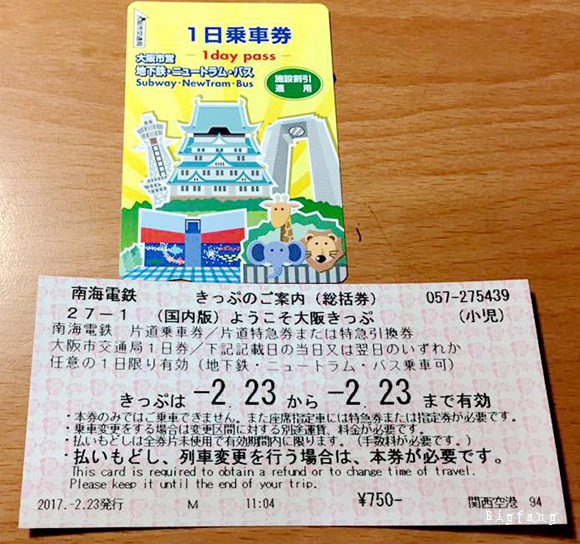 大阪市交通局
1日乗車券
1day pass
大阪市営
地下鉄・ニュートラム・バス
Subway・NewTram・Bus
施設割引
適用
南海電鉄 きっぷのご案内（総括券） 057-275439
27-1 （国内版）ようこそ大阪きっぷ （小児）
南海電鉄 片道乗車券／片道特急券または特急引換券
大阪市交通局1日券／下記記載日の当日又は翌日のいずれか
任意の1日限り有効（地下鉄・ニュートラム・バス乗車可）
きっぷは -2.23 から -2.23 まで有効
・本券のみではご乗車できません。また座席指定車には特急券または指定券が必要です。
・乗車変更をする場合は変更区間に対する別途運賃、料金が必要です。
・払いもどしは全券片未使用で有効期間内に限ります。（手数料が必要です。）
・払いもどし、列車変更を行う場合は、本券が必要です。
This card is required to obtain a refund or to change time of travel.
Please keep it until the end of your trip.
2017.-2.23発行 M 11:04 ¥750- 関西空港 94